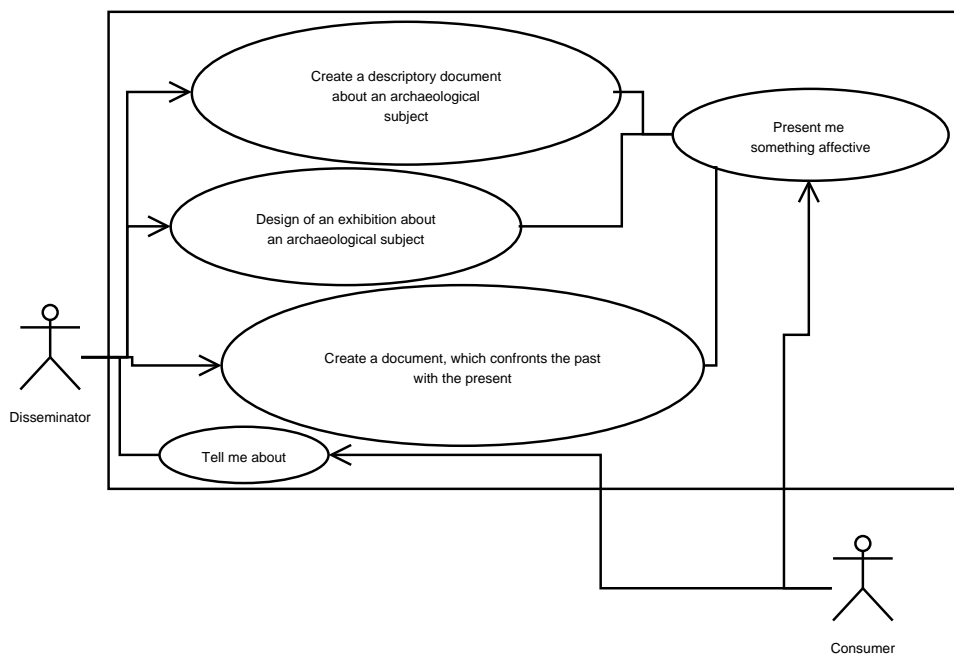 Create a descriptory document
about an archaeological
subject
Present me
something affective
Design of an exhibition about
an archaeological subject
Create a document, which confronts the past
with the present
Disseminator
Tell me about
Consumer